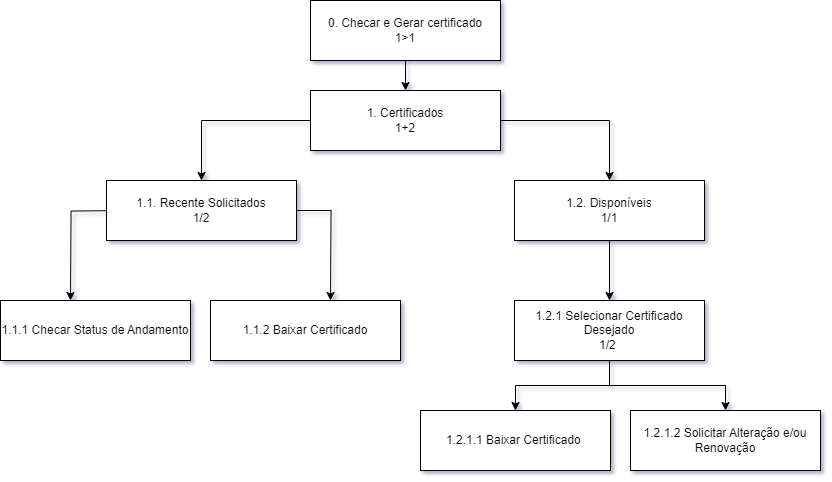 0. Checar e Gerar certificado
1>1
1. Certificados
1+2
1.1. Recente Solicitados
1/2
1.2. Disponíveis
1/1
1.1.1 Checar Status de Andamento
1.1.2 Baixar Certificado
1.2.1 Selecionar Certificado
Desejado
1/2
1.2.1.1 Baixar Certificado
1.2.1.2 Solicitar Alteração e/ou
Renovação